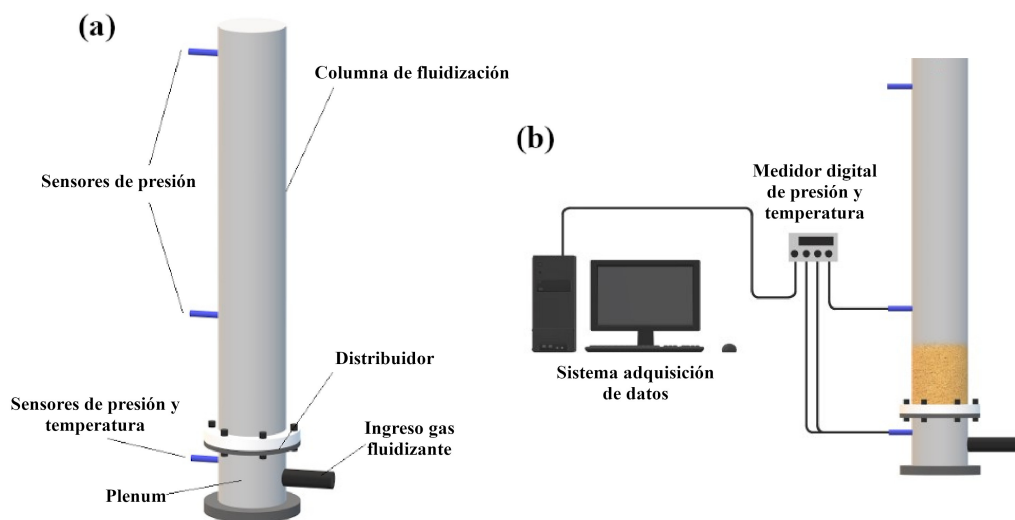 (a)
Columna de fluidización
Sensores de presión
Distribuidor
Sensores de presión y
temperatura
Ingreso gas
fluidizante
Plenum
(b)
Medidor digital
de presión y
temperatura
Sistema adquisición
de datos